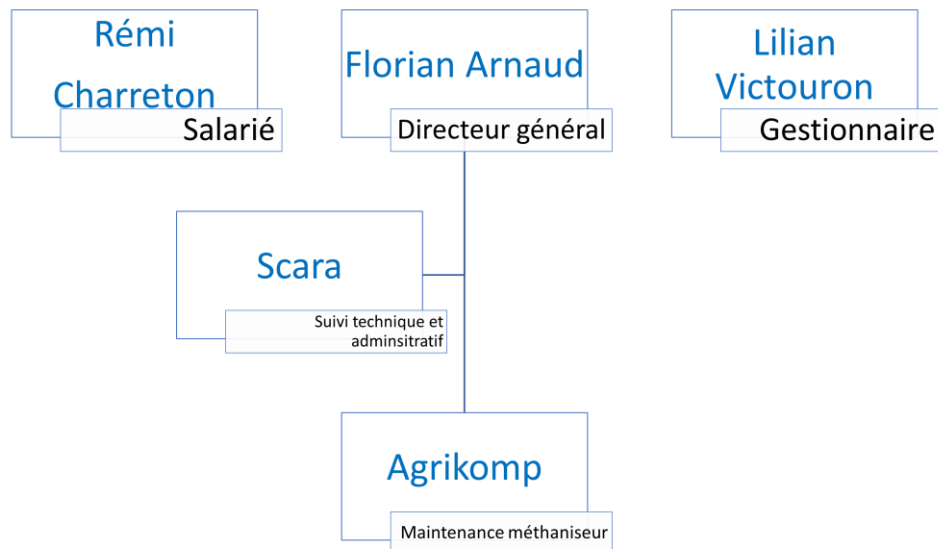 Rémi
Charreton
Salarié
Florian Arnaud
Directeur général
Lilian
Victouron
Gestionnaire
Scara
Suivi technique et
adminsitratif
Agrikomp
Maintenance méthaniseur